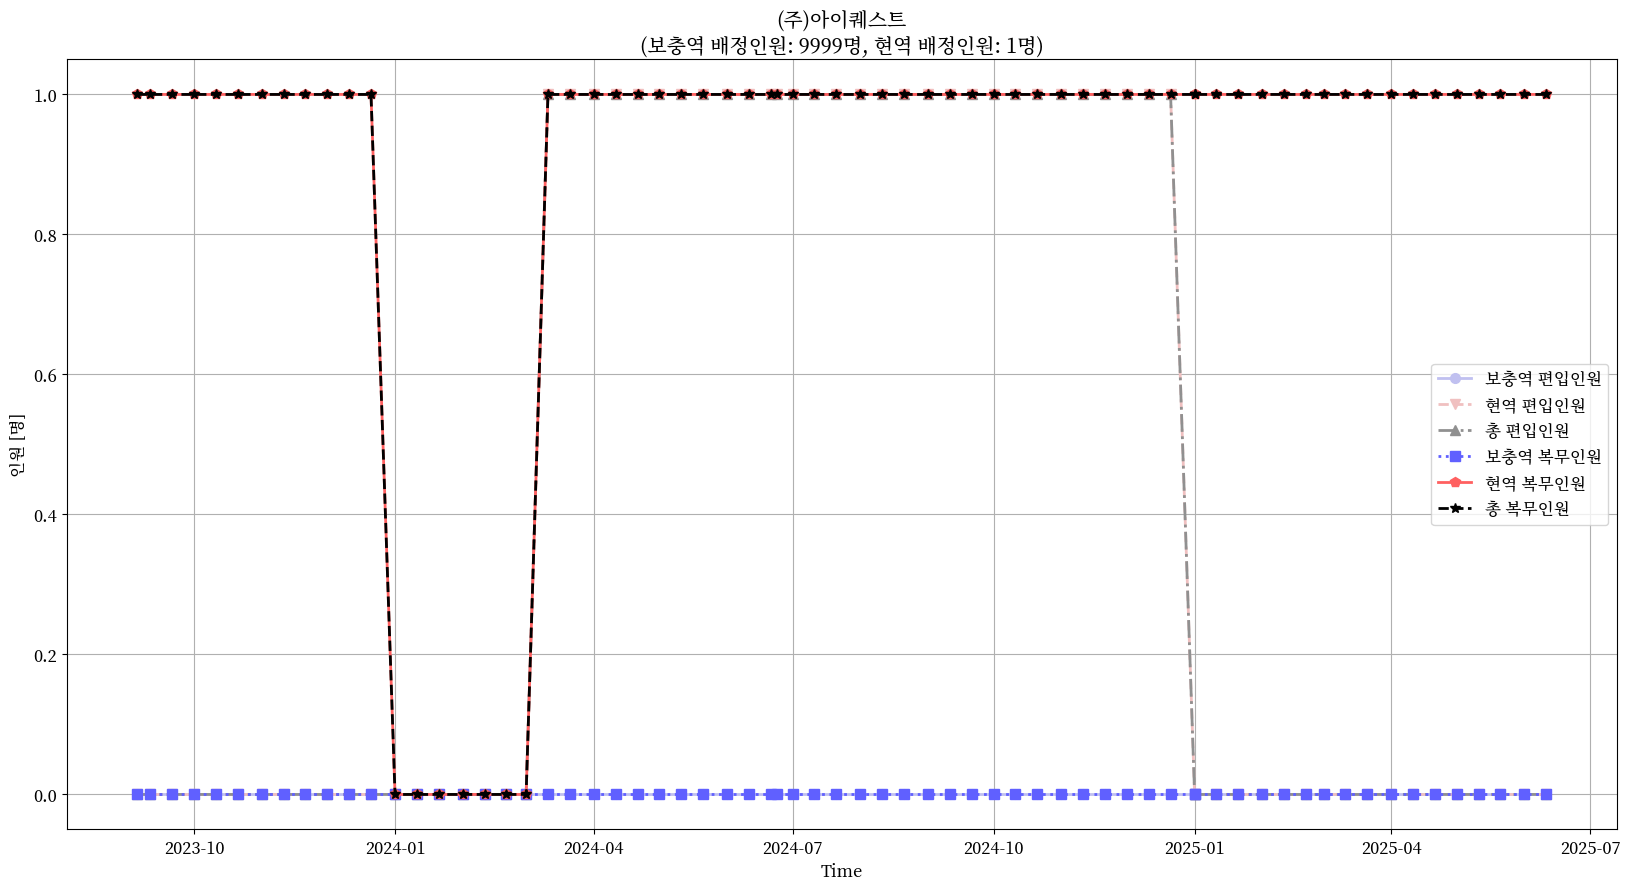 (주)아이퀘스트
(보충역 배정인원: 9999명, 현역 배정인원: 1명)
인원 [명]
1.0
0.8
0.6
0.4
0.2
0.0
보충역 편입인원
현역 편입인원
총 편입인원
보충역 복무인원
현역 복무인원
총 복무인원
2023-10
2024-01
2024-04
2024-07
2024-10
2025-01
2025-04
2025-07
Time